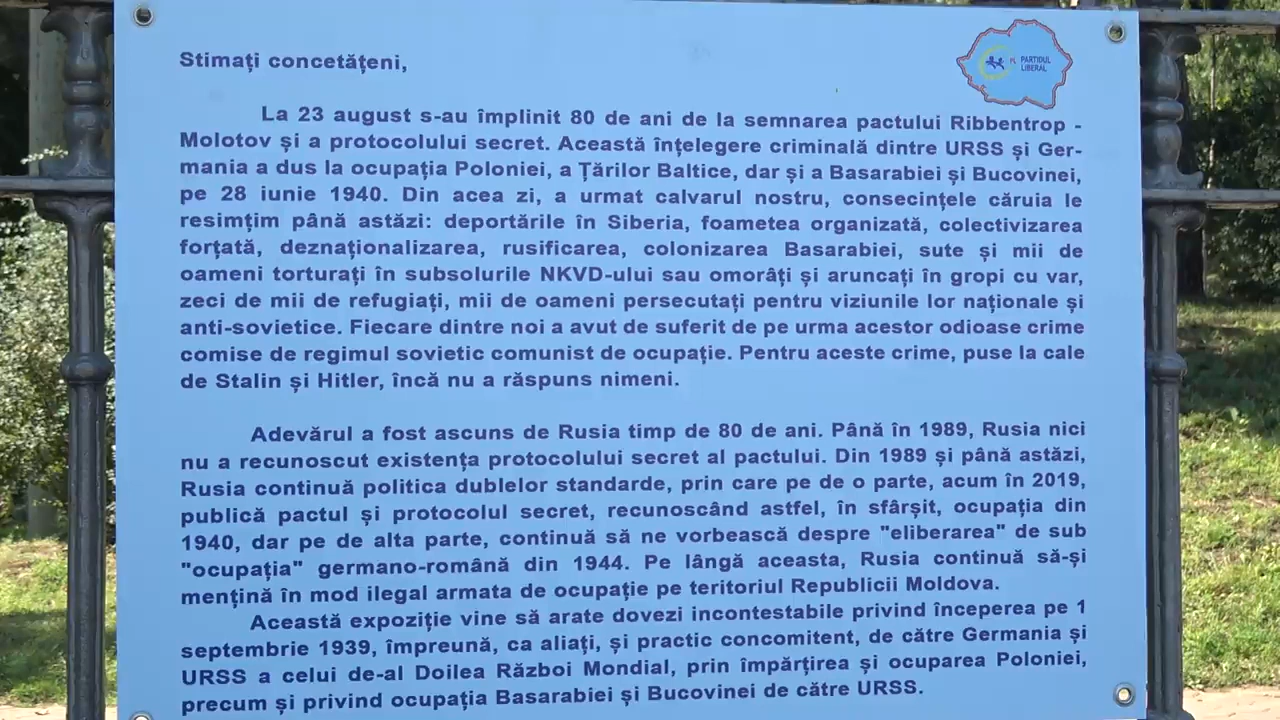 Stimați concetățeni,
PL PARTIDUL
LIBERAL
La 23 august s-au împlinit 80 de ani de la semnarea pactului Ribbentrop -
Molotov și a protocolului secret. Această înțelegere criminală dintre URSS și Ger-
mania a dus la ocupația Poloniei, a Țărilor Baltice, dar și a Basarabiei și Bucovinei,
pe 28 iunie 1940. Din acea zi, a urmat calvarul nostru, consecințele căruia le
resimțim până astăzi: deportările în Siberia, foametea organizată, colectivizarea
forțată, deznaționalizarea, rusificarea, colonizarea Basarabiei, sute și mii de
oameni torturați în subsolurile NKVD-ului sau omorâți și aruncați în gropi cu var,
zeci de mii de refugiați, mii de oameni persecutați pentru viziunile lor naționale și
anti-sovietice. Fiecare dintre noi a avut de suferit de pe urma acestor odioase crime
comise de regimul sovietic comunist de ocupație. Pentru aceste crime, puse la cale
de Stalin și Hitler, încă nu a răspuns nimeni.
Adevărul a fost ascuns de Rusia timp de 80 de ani. Până în 1989, Rusia nici
nu a recunoscut existența protocolului secret al pactului. Din 1989 și până astăzi,
Rusia continuă politica dublelor standarde, prin care pe de o parte, acum în 2019,
publică pactul și protocolul secret, recunoscând astfel, în sfârșit, ocupația din
1940, dar pe de alta parte, continuă să ne vorbească despre "eliberarea" de sub
"ocupația" germano-română din 1944. Pe lângă aceasta, Rusia continuă să-și
mențină în mod ilegal armata de ocupație pe teritoriul Republicii Moldova.
Această expoziție vine să arate dovezi incontestabile privind începerea pe 1
septembrie 1939, împreună, ca aliați, și practic concomitent, de către Germania și
URSS a celui de-al Doilea Război Mondial, prin împărțirea și ocuparea Poloniei,
precum și privind ocupația Basarabiei și Bucovinei de către URSS.